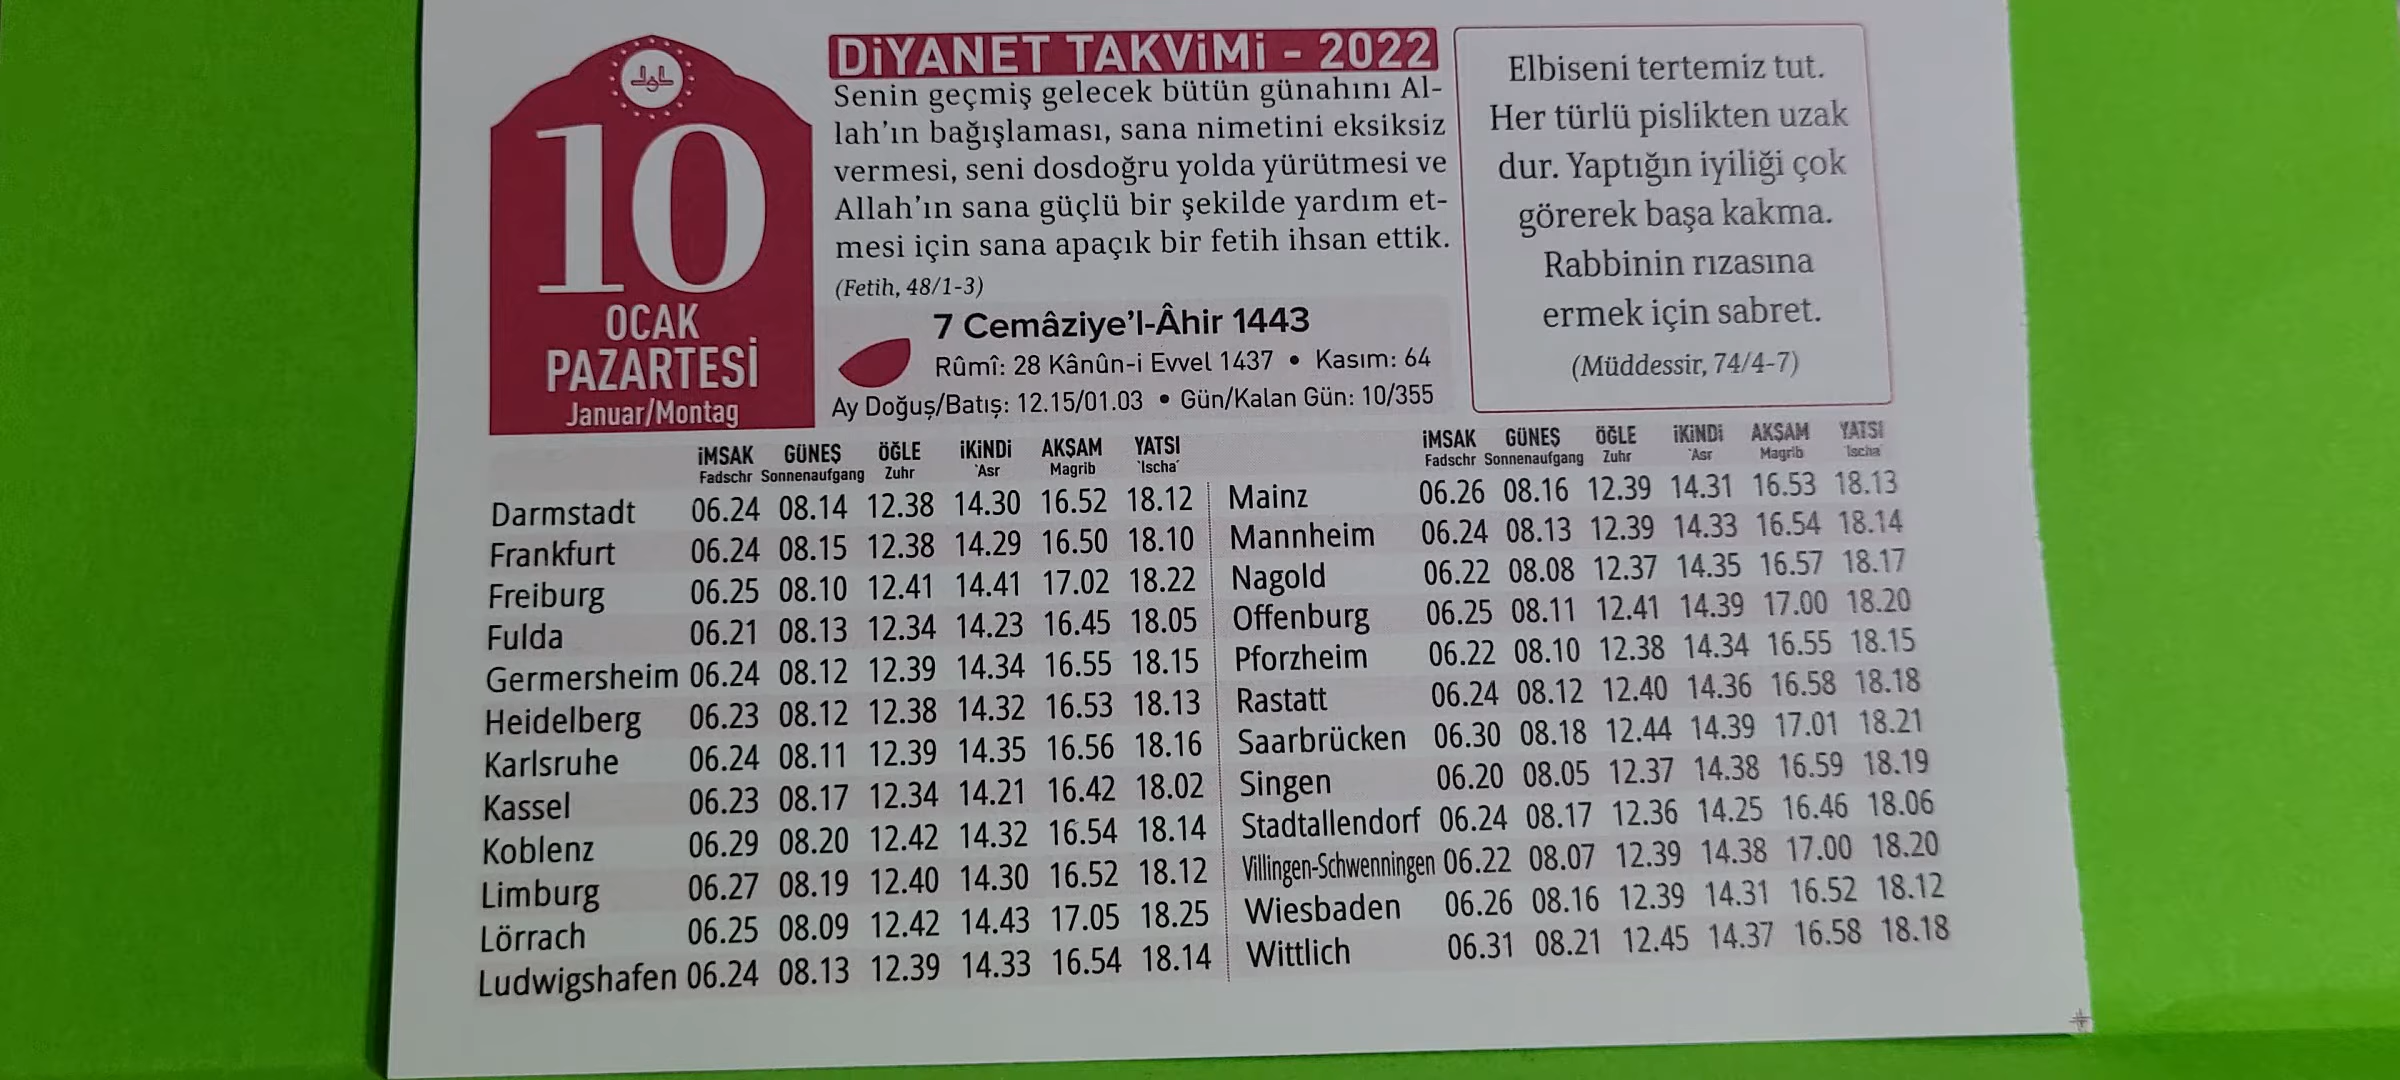 10
OCAK
PAZARTESİ
Januar/Montag
DİYANET TAKVİMİ - 2022
Senin geçmiş gelecek bütün günahını Al-
lah'ın bağışlaması, sana nimetini eksiksiz
vermesi, seni dosdoğru yolda yürütmesi ve
Allah'ın sana güçlü bir şekilde yardım et-
mesi için sana apaçık bir fetih ihsan ettik.
(Fetih, 48/1-3)
7 Cemâziye'l-Âhir 1443
Rûmî: 28 Kânûn-i Evvel 1437 • Kasım: 64
Ay Doğuş/Batış: 12.15/01.03 • Gün/Kalan Gün: 10/355
Elbiseni tertemiz tut.
Her türlü pislikten uzak
dur. Yaptığın iyiliği çok
görerek başa kakma.
Rabbinin rızasına
ermek için sabret.
(Müddessir, 74/4-7)
İMSAK GÜNEŞ ÖĞLE İKİNDİ AKŞAM YATSI
Fadschr Sonnenaufgang Zuhr 'Asr Magrib 'Ischa'
Darmstadt 06.24 08.14 12.38 14.30 16.52 18.12
Frankfurt 06.24 08.15 12.38 14.29 16.50 18.10
Freiburg 06.25 08.10 12.41 14.41 17.02 18.22
Fulda 06.21 08.13 12.34 14.23 16.45 18.05
Germersheim 06.24 08.12 12.39 14.34 16.55 18.15
Heidelberg 06.23 08.12 12.38 14.32 16.53 18.13
Karlsruhe 06.24 08.11 12.39 14.35 16.56 18.16
Kassel 06.23 08.17 12.34 14.21 16.42 18.02
Koblenz 06.29 08.20 12.42 14.32 16.54 18.14
Limburg 06.27 08.19 12.40 14.30 16.52 18.12
Lörrach 06.25 08.09 12.42 14.43 17.05 18.25
Ludwigshafen 06.24 08.13 12.39 14.33 16.54 18.14
İMSAK GÜNEŞ ÖĞLE İKİNDİ AKŞAM YATSI
Fadschr Sonnenaufgang Zuhr 'Asr Magrib 'Ischa'
Mainz 06.26 08.16 12.39 14.31 16.53 18.13
Mannheim 06.24 08.13 12.39 14.33 16.54 18.14
Nagold 06.22 08.08 12.37 14.35 16.57 18.17
Offenburg 06.25 08.11 12.41 14.39 17.00 18.20
Pforzheim 06.22 08.10 12.38 14.34 16.55 18.15
Rastatt 06.24 08.12 12.40 14.36 16.58 18.18
Saarbrücken 06.30 08.18 12.44 14.39 17.01 18.21
Singen 06.20 08.05 12.37 14.38 16.59 18.19
Stadtallendorf 06.24 08.17 12.36 14.25 16.46 18.06
Villingen-Schwenningen 06.22 08.07 12.39 14.38 17.00 18.20
Wiesbaden 06.26 08.16 12.39 14.31 16.52 18.12
Wittlich 06.31 08.21 12.45 14.37 16.58 18.18